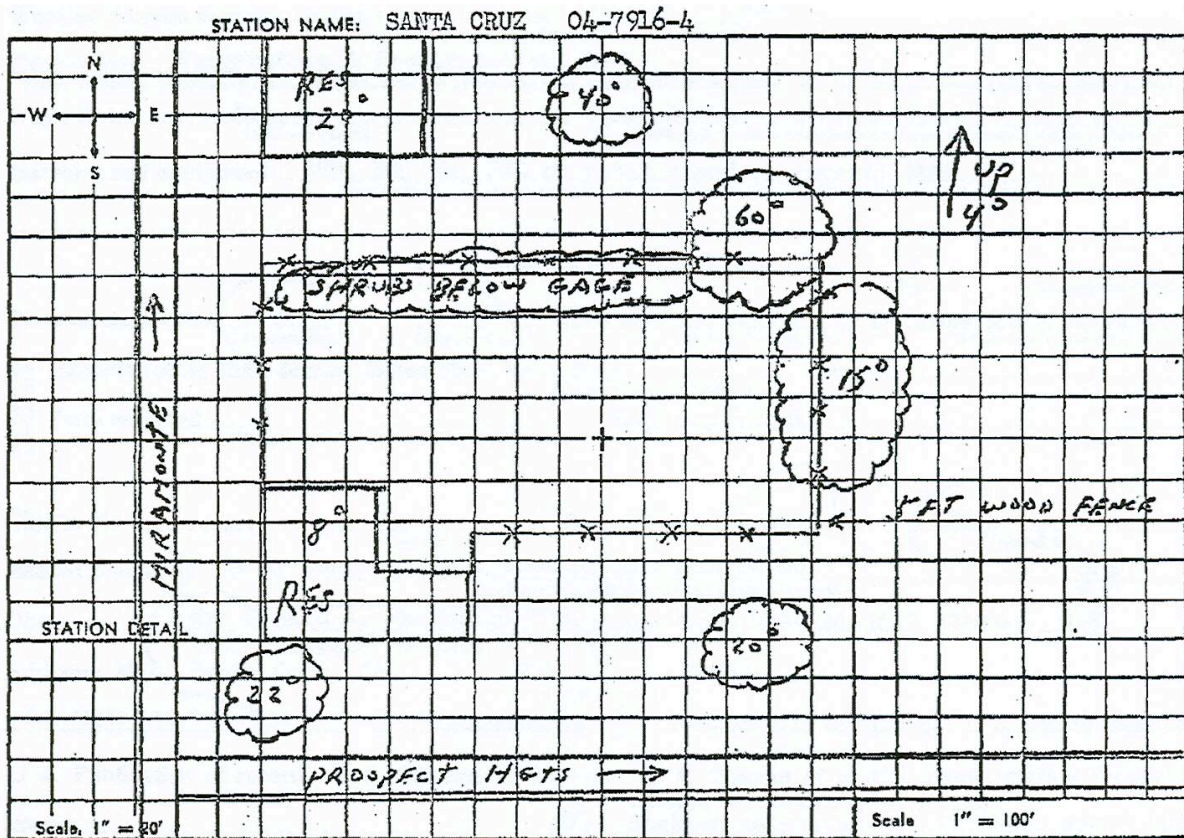 STATION NAME: SANTA CRUZ 04-7916-4
N
W E
S
RES
2°
40°
UP
4°
60°
SHRUBS BELOW GAGE
15°
MIRAMONTE
8°
FT WOOD FENCE
RES
STATION DETAIL
20°
22°
PROSPECT HGTS
Scale, 1" = 20'
Scale 1" = 100'